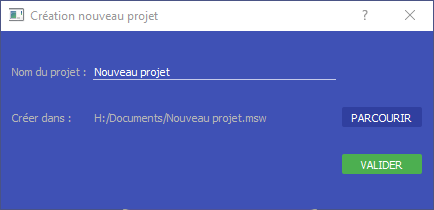 Création nouveau projet
Nom du projet : Nouveau projet
Créer dans : H:/Documents/Nouveau projet.msw PARCOURIR
VALIDER